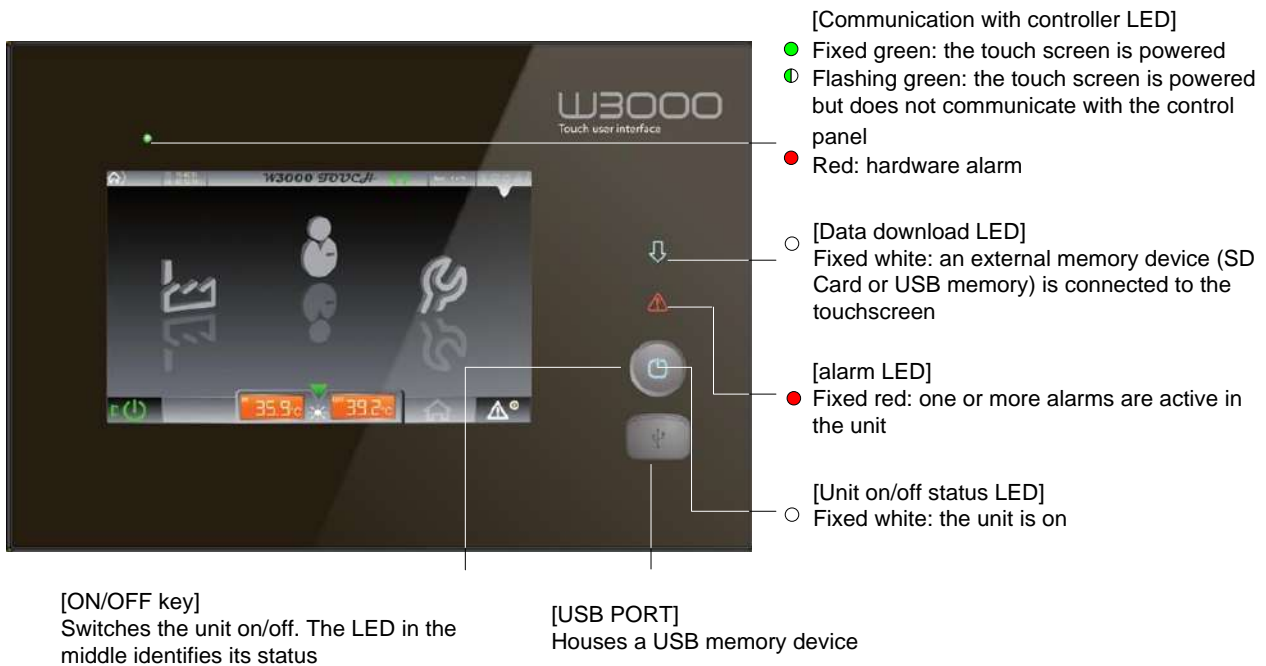 [Communication with controller LED]
Fixed green: the touch screen is powered
Flashing green: the touch screen is powered
but does not communicate with the control
panel
Red: hardware alarm
W3000
Touch user interface
W3000 TOUCH
[Data download LED]
Fixed white: an external memory device (SD
Card or USB memory) is connected to the
touchscreen
[alarm LED]
Fixed red: one or more alarms are active in
the unit
35.9°C 39.2°C
[Unit on/off status LED]
Fixed white: the unit is on
[ON/OFF key]
Switches the unit on/off. The LED in the
middle identifies its status
[USB PORT]
Houses a USB memory device